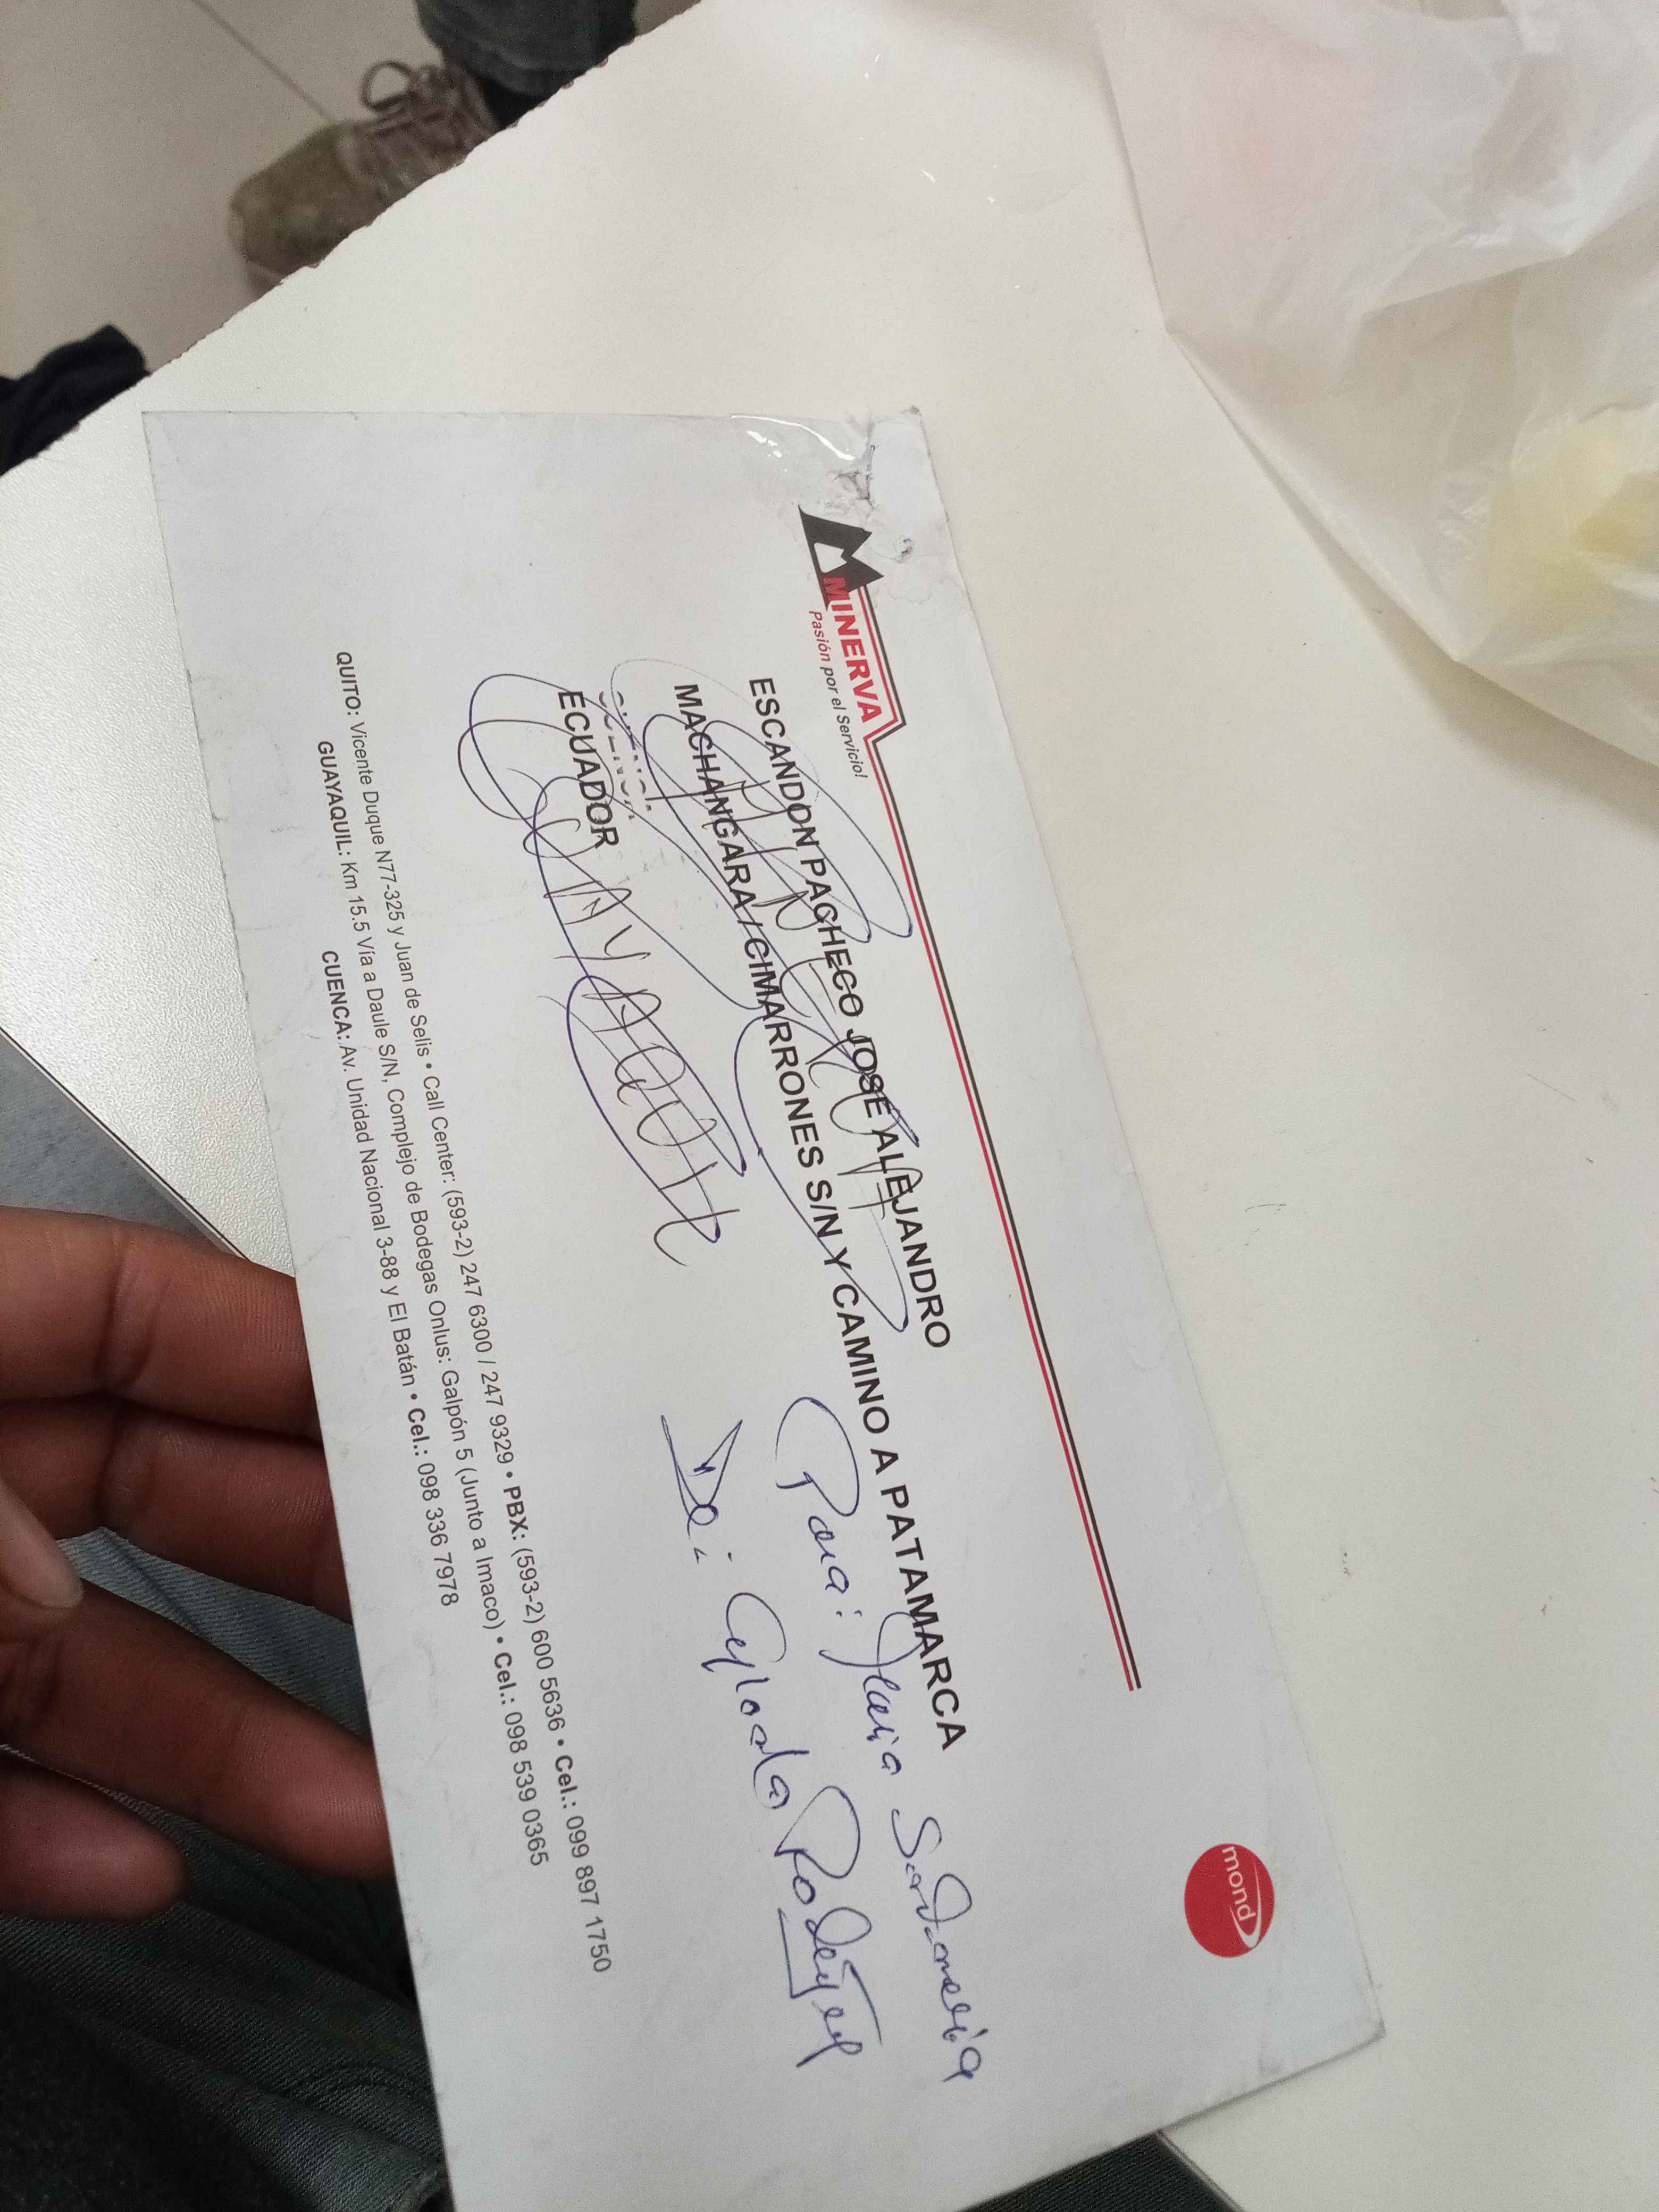 MINERVA
Pasión por el Servicio!
mond
ESCANDON PACHECO JOSE ALEJANDRO
MACHANGARA / CIMARRONES S/N Y CAMINO A PATAMARCA
CUENCA
ECUADOR
Para:
De: Rodríguez
QUITO: Vicente Duque N77-325 y Juan de Selis • Call Center: (593-2) 247 6300 / 247 9329 • PBX: (593-2) 600 5636 • Cel.: 099 897 1750
GUAYAQUIL: Km 15.5 Vía a Daule S/N, Complejo de Bodegas Onlus: Galpón 5 (Junto a Imaco) • Cel.: 098 539 0365
CUENCA: Av. Unidad Nacional 3-88 y El Batán • Cel.: 098 336 7978